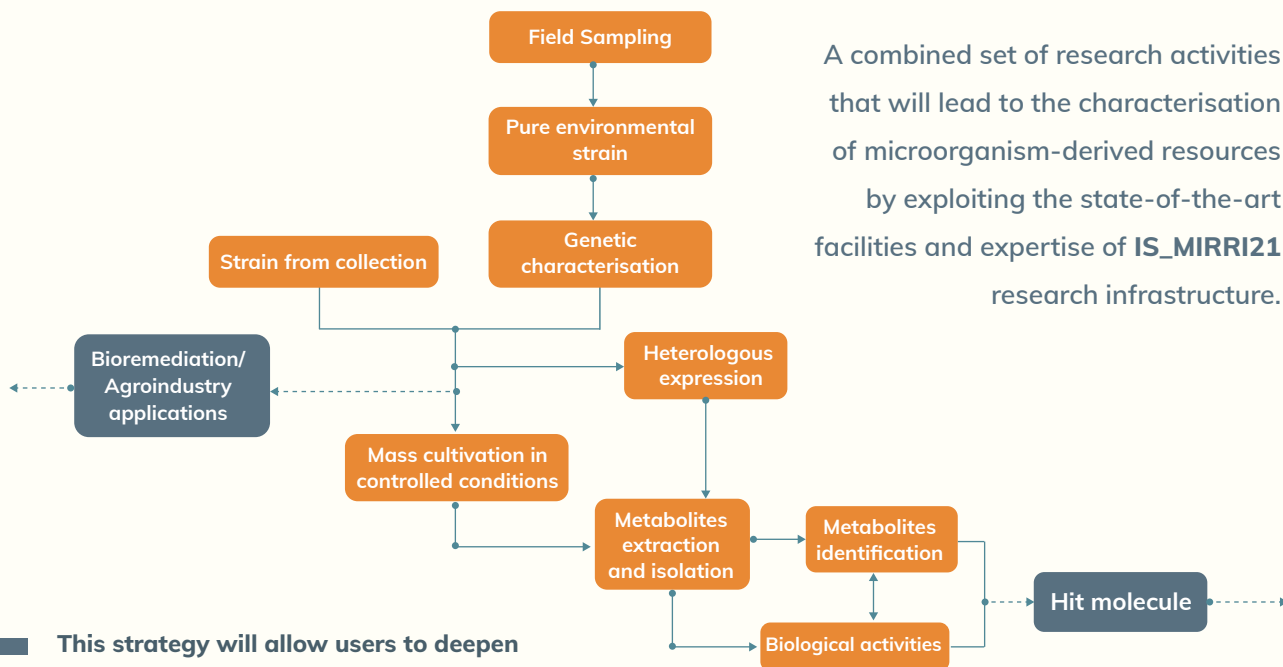 Field Sampling
A combined set of research activities
that will lead to the characterisation
of microorganism-derived resources
by exploiting the state-of-the-art
facilities and expertise of IS_MIRRI21
research infrastructure.
Pure environmental
strain
Genetic
characterisation
Strain from collection
Bioremediation/
Agroindustry
applications
Heterologous
expression
Mass cultivation in
controlled conditions
Metabolites
extraction
and isolation
Metabolites
identification
Hit molecule
Biological activities
This strategy will allow users to deepen